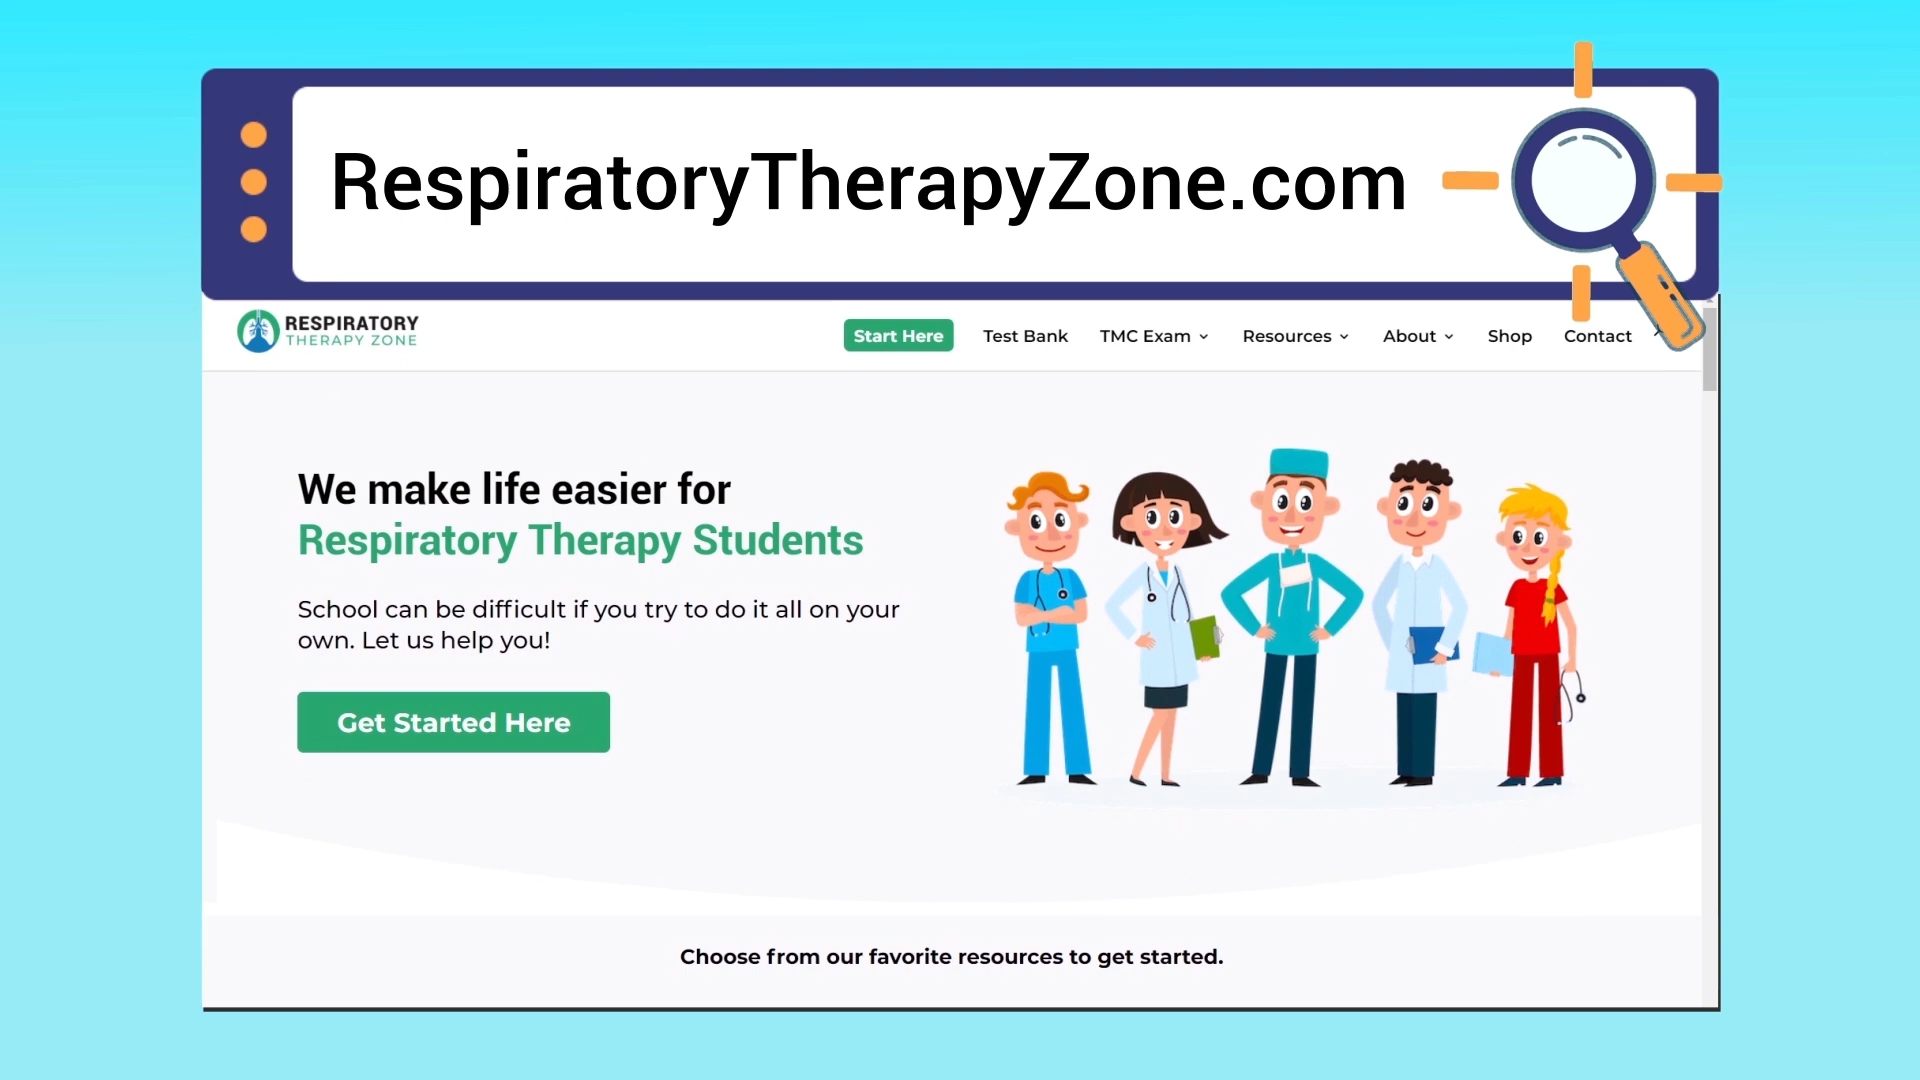 RespiratoryTherapyZone.com
RESPIRATORY
THERAPY ZONE
Start Here
Test Bank
TMC Exam
Resources
About
Shop
Contact
We make life easier for
Respiratory Therapy Students
School can be difficult if you try to do it all on your
own. Let us help you!
Get Started Here
Choose from our favorite resources to get started.